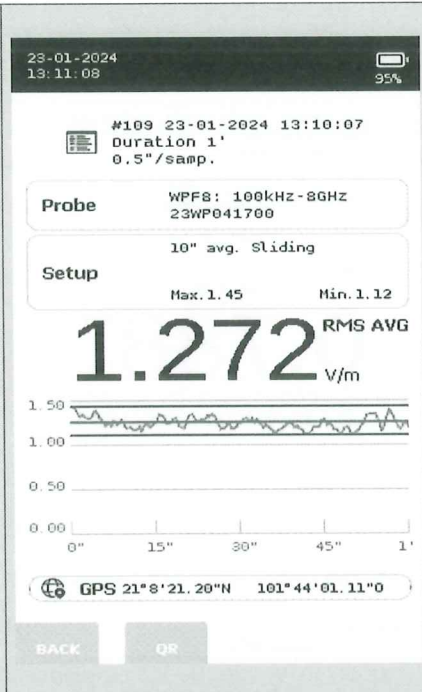 23-01-2024
13:11:08
95%
#109 23-01-2024 13:10:07
Duration 1'
0.5"/samp.
Probe
WPF8: 100kHz-8GHz
23WP041700
Setup
10" avg. Sliding
Max.1.45 Min.1.12
1.272 RMS AVG
V/m
1.50
1.00
0.50
0.00
0" 15" 30" 45" 1'
GPS 21°8'21.20"N 101°44'01.11"O
BACK QR